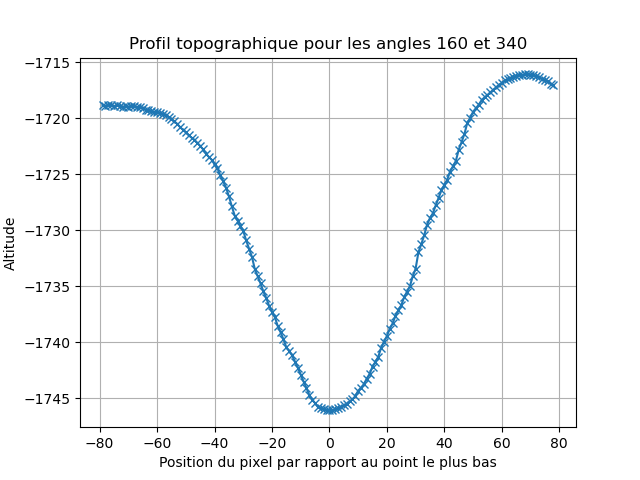 Profil topographique pour les angles 160 et 340
−1715
−1720
−1725
−1730
−1735
−1740
−1745
Altitude
−80 −60 −40 −20 0 20 40 60 80
Position du pixel par rapport au point le plus bas